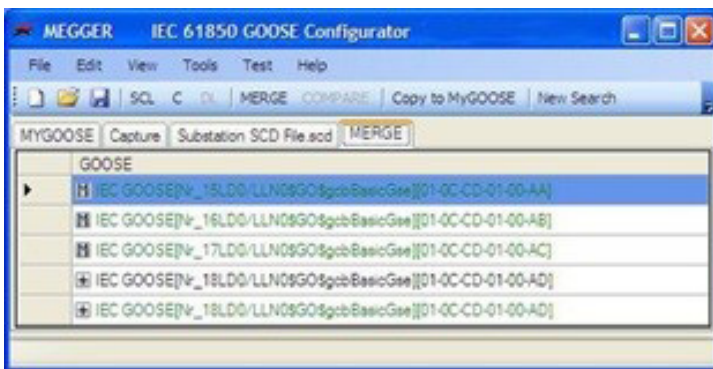 MEGGER IEC 61850 GOOSE Configurator
File Edit View Tools Test Help
SCL C DL MERGE COMPARE Copy to MyGOOSE New Search
MYGOOSE Capture Substation SCD File.scd MERGE
GOOSE
M IEC GOOSE[Nr_15LD0/LLN0$GO$gcbBasicGse][01-0C-CD-01-00-AA]
M IEC GOOSE[Nr_16LD0/LLN0$GO$gcbBasicGse][01-0C-CD-01-00-AB]
M IEC GOOSE[Nr_17LD0/LLN0$GO$gcbBasicGse][01-0C-CD-01-00-AC]
IEC GOOSE[Nr_18LD0/LLN0$GO$gcbBasicGse][01-0C-CD-01-00-AD]
IEC GOOSE[Nr_18LD0/LLN0$GO$gcbBasicGse][01-0C-CD-01-00-AD]